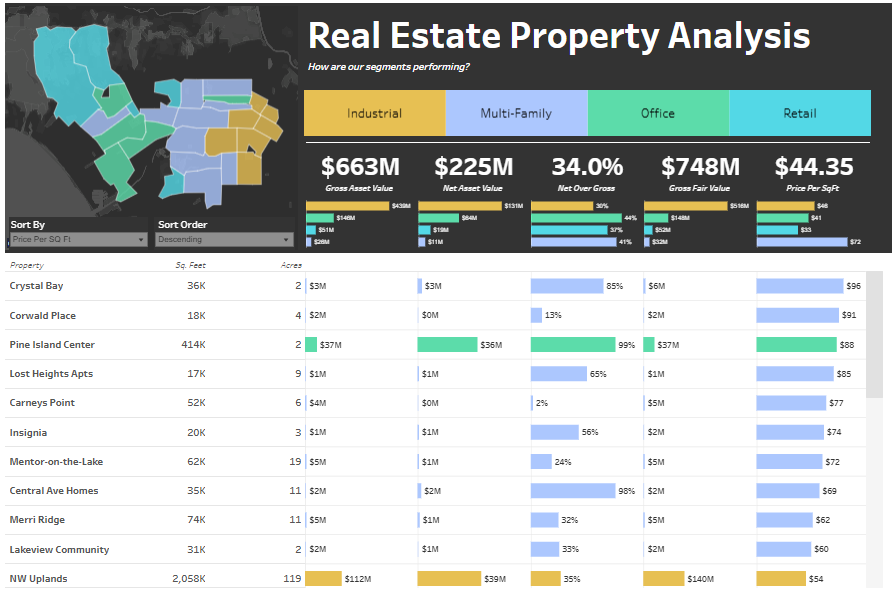 Real Estate Property Analysis
How are our segments performing?
Industrial Multi-Family Office Retail
$663M $225M 34.0% $748M $44.35
Gross Asset Value Net Asset Value Net Over Gross Gross Fair Value Price Per SqFt
$439M $131M 30% $516M $46
$146M $64M 44% $148M $41
$51M $19M 37% $52M $33
$26M $11M 41% $32M $72
Sort By Sort Order
Price Per SQ Ft Descending
Property Sq. Feet Acres
Crystal Bay 36K 2 $3M $3M 85% $6M $96
Corwald Place 18K 4 $2M $0M 13% $2M $91
Pine Island Center 414K 2 $37M $36M 99% $37M $88
Lost Heights Apts 17K 9 $1M $1M 65% $1M $85
Carneys Point 52K 6 $4M $0M 2% $5M $77
Insignia 20K 3 $1M $1M 56% $2M $74
Mentor-on-the-Lake 62K 19 $5M $1M 24% $5M $72
Central Ave Homes 35K 11 $2M $2M 98% $2M $69
Merri Ridge 74K 11 $5M $1M 32% $5M $62
Lakeview Community 31K 2 $2M $1M 33% $2M $60
NW Uplands 2,058K 119 $112M $39M 35% $140M $54